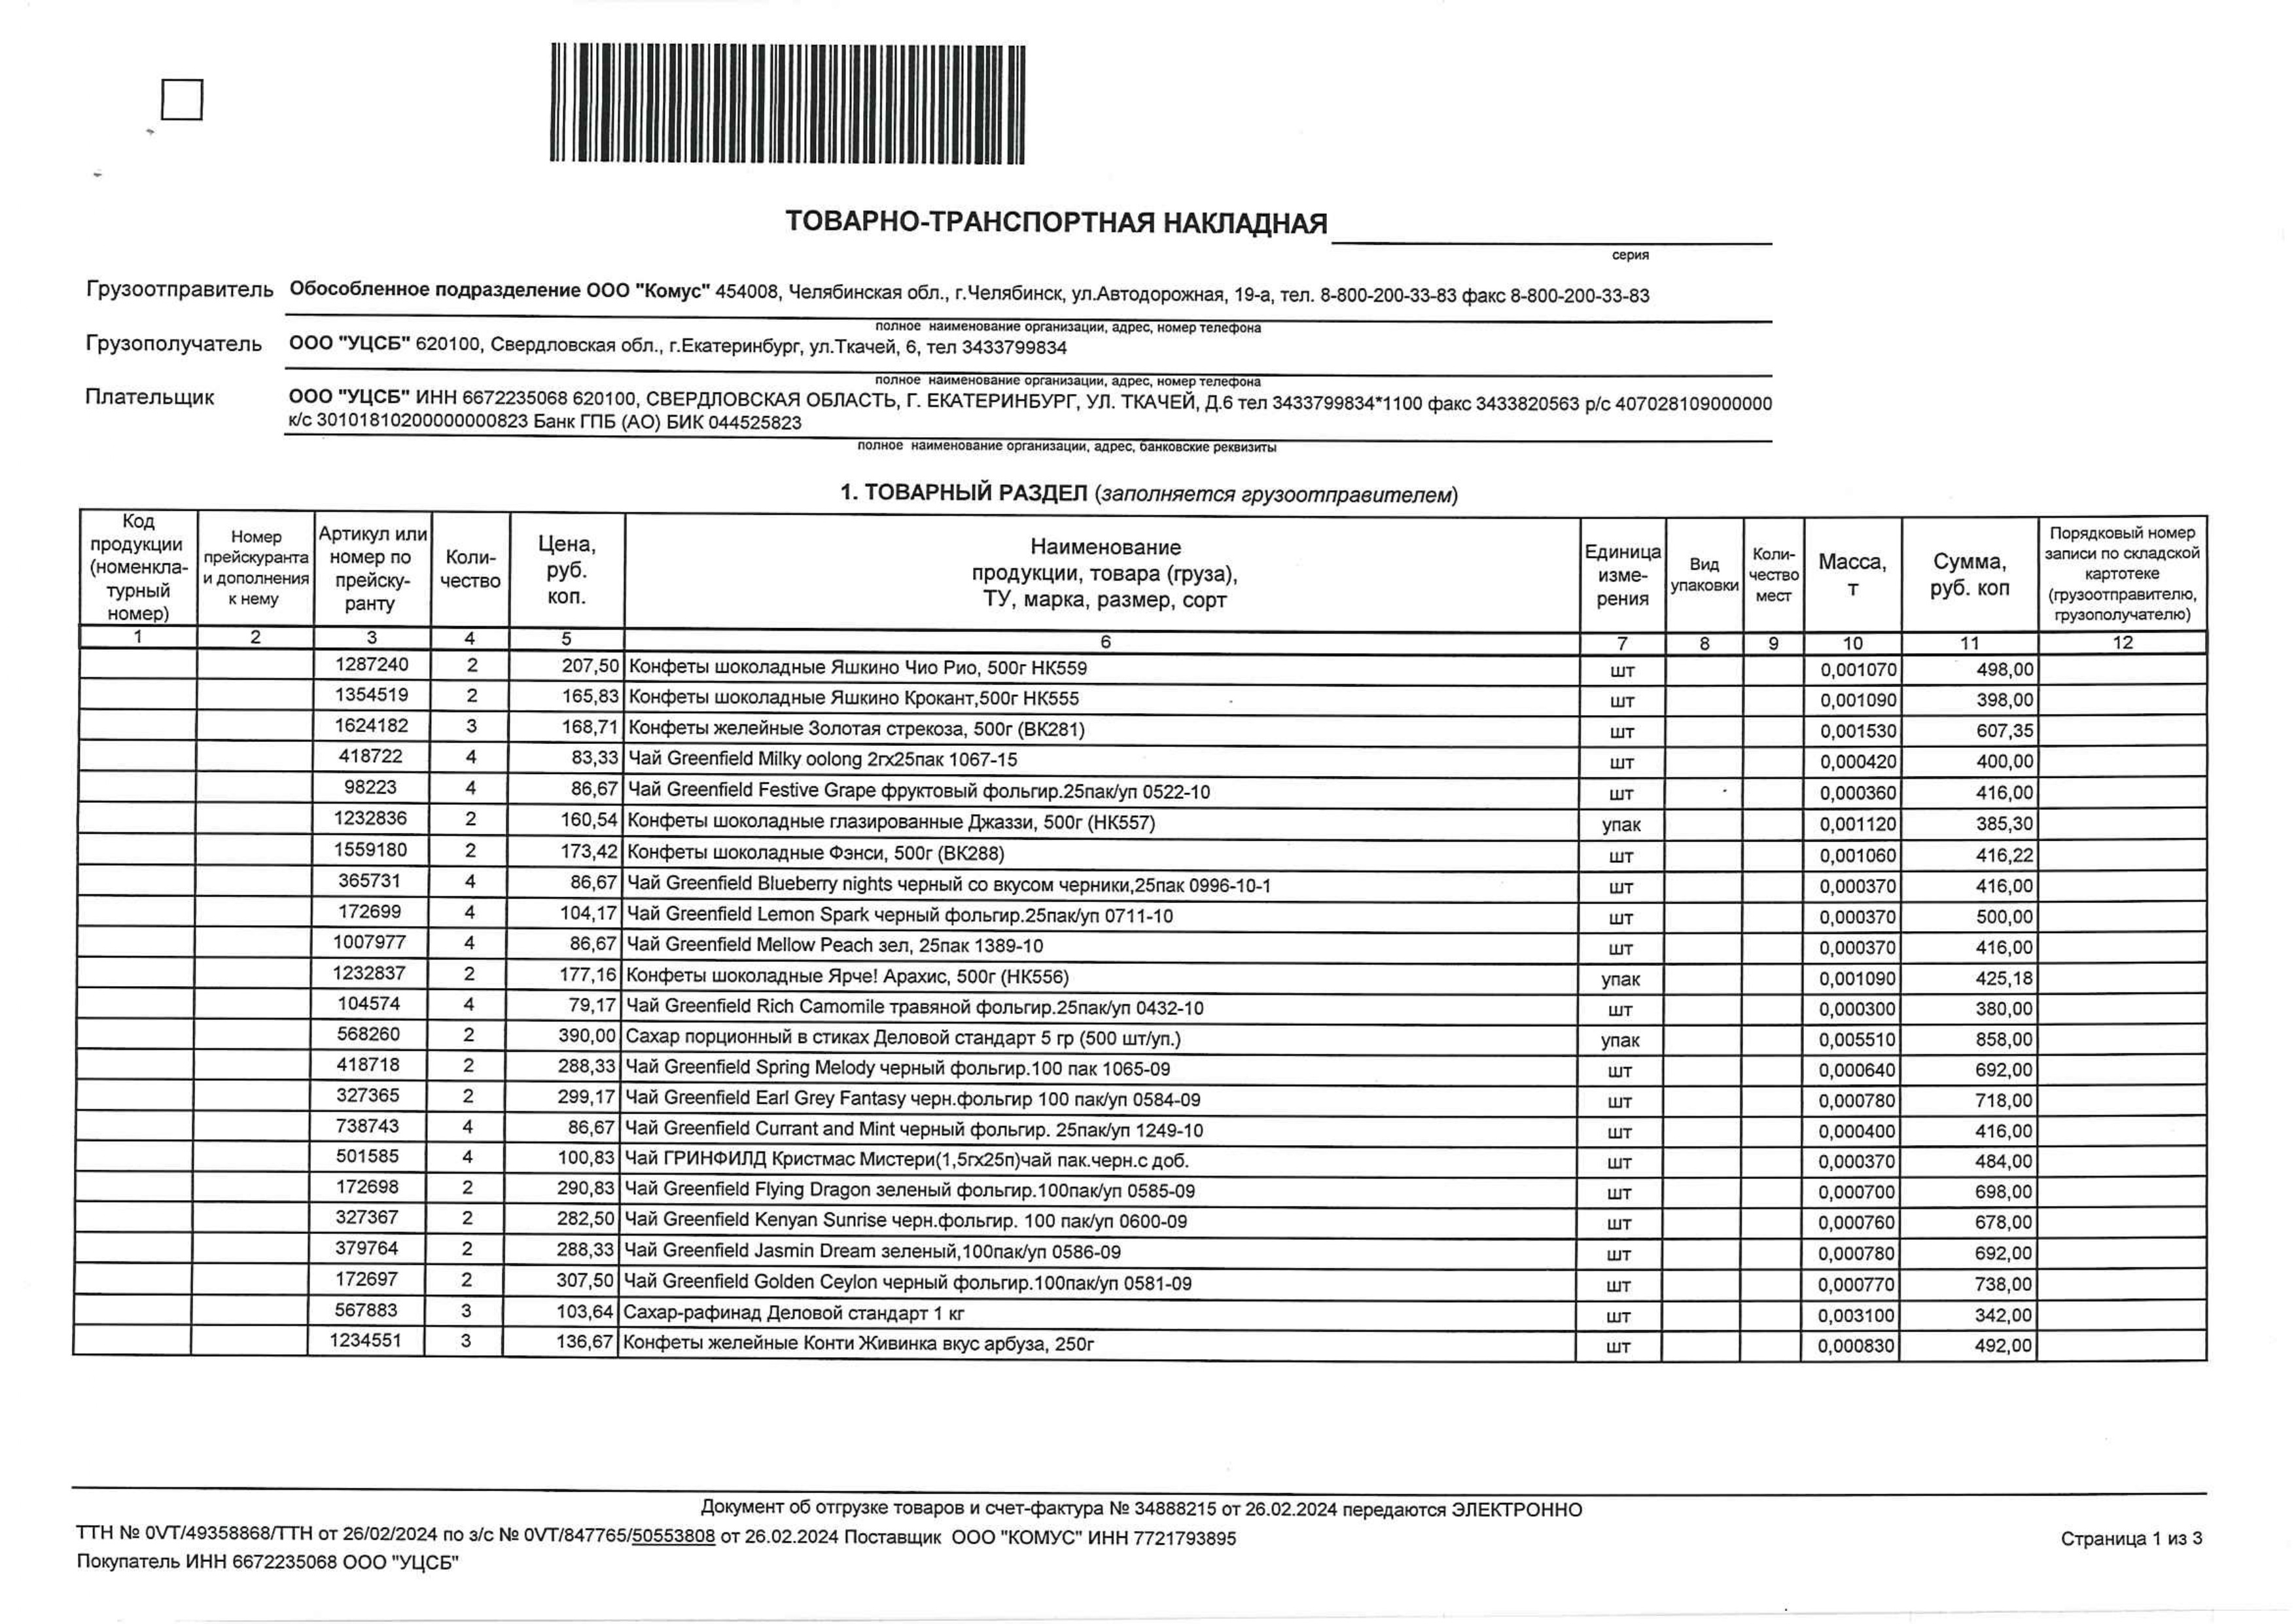 ТОВАРНО-ТРАНСПОРТНАЯ НАКЛАДНАЯ
серия
Грузоотправитель Обособленное подразделение ООО "Комус" 454008, Челябинская обл., г.Челябинск, ул.Автодорожная, 19-а, тел. 8-800-200-33-83 факс 8-800-200-33-83
полное наименование организации, адрес, номер телефона
Грузополучатель ООО "УЦСБ" 620100, Свердловская обл., г.Екатеринбург, ул.Ткачей, 6, тел 3433799834
полное наименование организации, адрес, номер телефона
Плательщик ООО "УЦСБ" ИНН 6672235068 620100, СВЕРДЛОВСКАЯ ОБЛАСТЬ, Г. ЕКАТЕРИНБУРГ, УЛ. ТКАЧЕЙ, Д.6 тел 3433799834*1100 факс 3433820563 р/с 407028109000000
к/с 30101810200000000823 Банк ГПБ (АО) БИК 044525823
полное наименование организации, адрес, банковские реквизиты
1. ТОВАРНЫЙ РАЗДЕЛ (заполняется грузоотправителем)
Код продукции (номенкла-турный номер) Номер прейскуранта и дополнения к нему Артикул или номер по прейску-ранту Коли-чество Цена, руб. коп. Наименование продукции, товара (груза), ТУ, марка, размер, сорт Единица изме-рения Вид упаковки Коли-чество мест Масса, т Сумма, руб. коп Порядковый номер записи по складской картотеке (грузоотправителю, грузополучателю)
1 2 3 4 5 6 7 8 9 10 11 12
1287240 2 207,50 Конфеты шоколадные Яшкино Чио Рио, 500г НК559 шт 0,001070 498,00
1354519 2 165,83 Конфеты шоколадные Яшкино Крокант,500г НК555 шт 0,001090 398,00
1624182 3 168,71 Конфеты желейные Золотая стрекоза, 500г (ВК281) шт 0,001530 607,35
418722 4 83,33 Чай Greenfield Milky oolong 2гх25пак 1067-15 шт 0,000420 400,00
98223 4 86,67 Чай Greenfield Festive Grape фруктовый фольгир.25пак/уп 0522-10 шт 0,000360 416,00
1232836 2 160,54 Конфеты шоколадные глазированные Джаззи, 500г (НК557) упак 0,001120 385,30
1559180 2 173,42 Конфеты шоколадные Фэнси, 500г (ВК288) шт 0,001060 416,22
365731 4 86,67 Чай Greenfield Blueberry nights черный со вкусом черники,25пак 0996-10-1 шт 0,000370 416,00
172699 4 104,17 Чай Greenfield Lemon Spark черный фольгир.25пак/уп 0711-10 шт 0,000370 500,00
1007977 4 86,67 Чай Greenfield Mellow Peach зел, 25пак 1389-10 шт 0,000370 416,00
1232837 2 177,16 Конфеты шоколадные Ярче! Арахис, 500г (НК556) упак 0,001090 425,18
104574 4 79,17 Чай Greenfield Rich Camomile травяной фольгир.25пак/уп 0432-10 шт 0,000300 380,00
568260 2 390,00 Сахар порционный в стиках Деловой стандарт 5 гр (500 шт/уп.) упак 0,005510 858,00
418718 2 288,33 Чай Greenfield Spring Melody черный фольгир.100 пак 1065-09 шт 0,000640 692,00
327365 2 299,17 Чай Greenfield Earl Grey Fantasy черн.фольгир 100 пак/уп 0584-09 шт 0,000780 718,00
738743 4 86,67 Чай Greenfield Currant and Mint черный фольгир. 25пак/уп 1249-10 шт 0,000400 416,00
501585 4 100,83 Чай ГРИНФИЛД Кристмас Мистери(1,5гх25п)чай пак.черн.с доб. шт 0,000370 484,00
172698 2 290,83 Чай Greenfield Flying Dragon зеленый фольгир.100пак/уп 0585-09 шт 0,000700 698,00
327367 2 282,50 Чай Greenfield Kenyan Sunrise черн.фольгир. 100 пак/уп 0600-09 шт 0,000760 678,00
379764 2 288,33 Чай Greenfield Jasmin Dream зеленый,100пак/уп 0586-09 шт 0,000780 692,00
172697 2 307,50 Чай Greenfield Golden Ceylon черный фольгир.100пак/уп 0581-09 шт 0,000770 738,00
567883 3 103,64 Сахар-рафинад Деловой стандарт 1 кг шт 0,003100 342,00
1234551 3 136,67 Конфеты желейные Конти Живинка вкус арбуза, 250г шт 0,000830 492,00
Документ об отгрузке товаров и счет-фактура № 34888215 от 26.02.2024 передаются ЭЛЕКТРОННО
ТТН № 0VT/49358868/ТТН от 26/02/2024 по з/с № 0VT/847765/50553808 от 26.02.2024 Поставщик ООО "КОМУС" ИНН 7721793895 Страница 1 из 3
Покупатель ИНН 6672235068 ООО "УЦСБ"